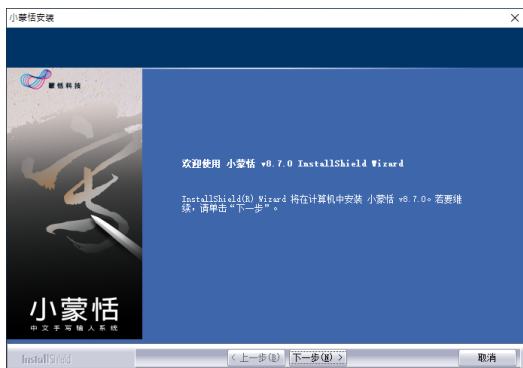 小蒙恬安装
蒙恬科技
欢迎使用 小蒙恬 v8.7.0 InstallShield Wizard
InstallShield(R) Wizard 将在计算机中安装 小蒙恬 v8.7.0。若要继
续，请单击“下一步”。
小蒙恬
中文手写输入系统
InstallShield
< 上一步(B)
下一步(N) >
取消